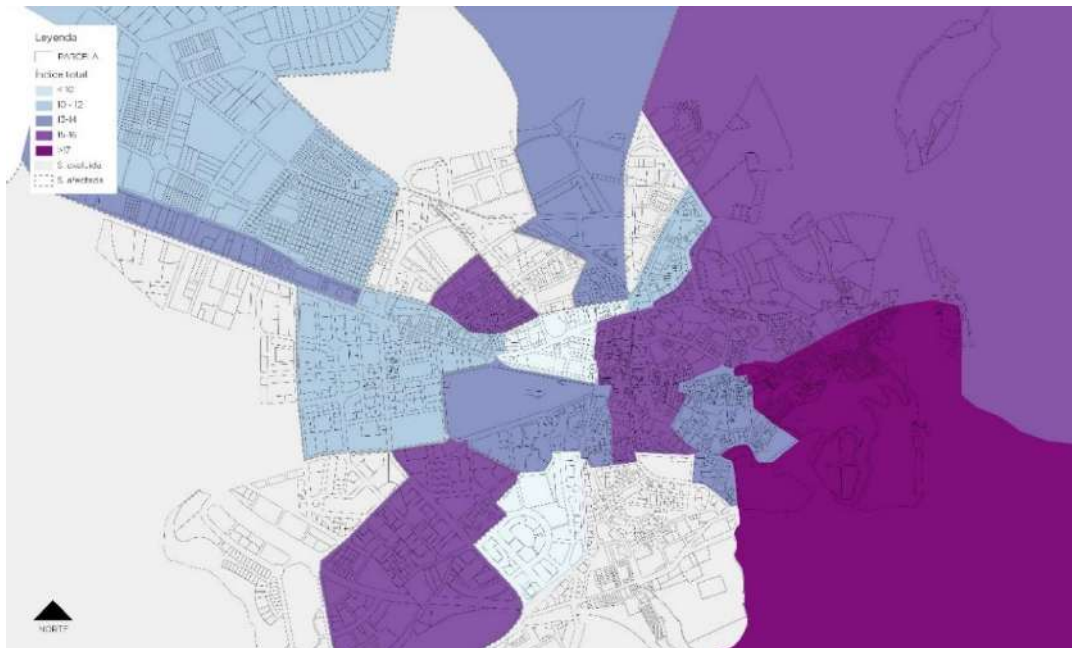 Leyenda
PARCELA
Índice total
< 10
10 - 12
13-14
15-16
>17
S. excluida
S. afectada
NORTE